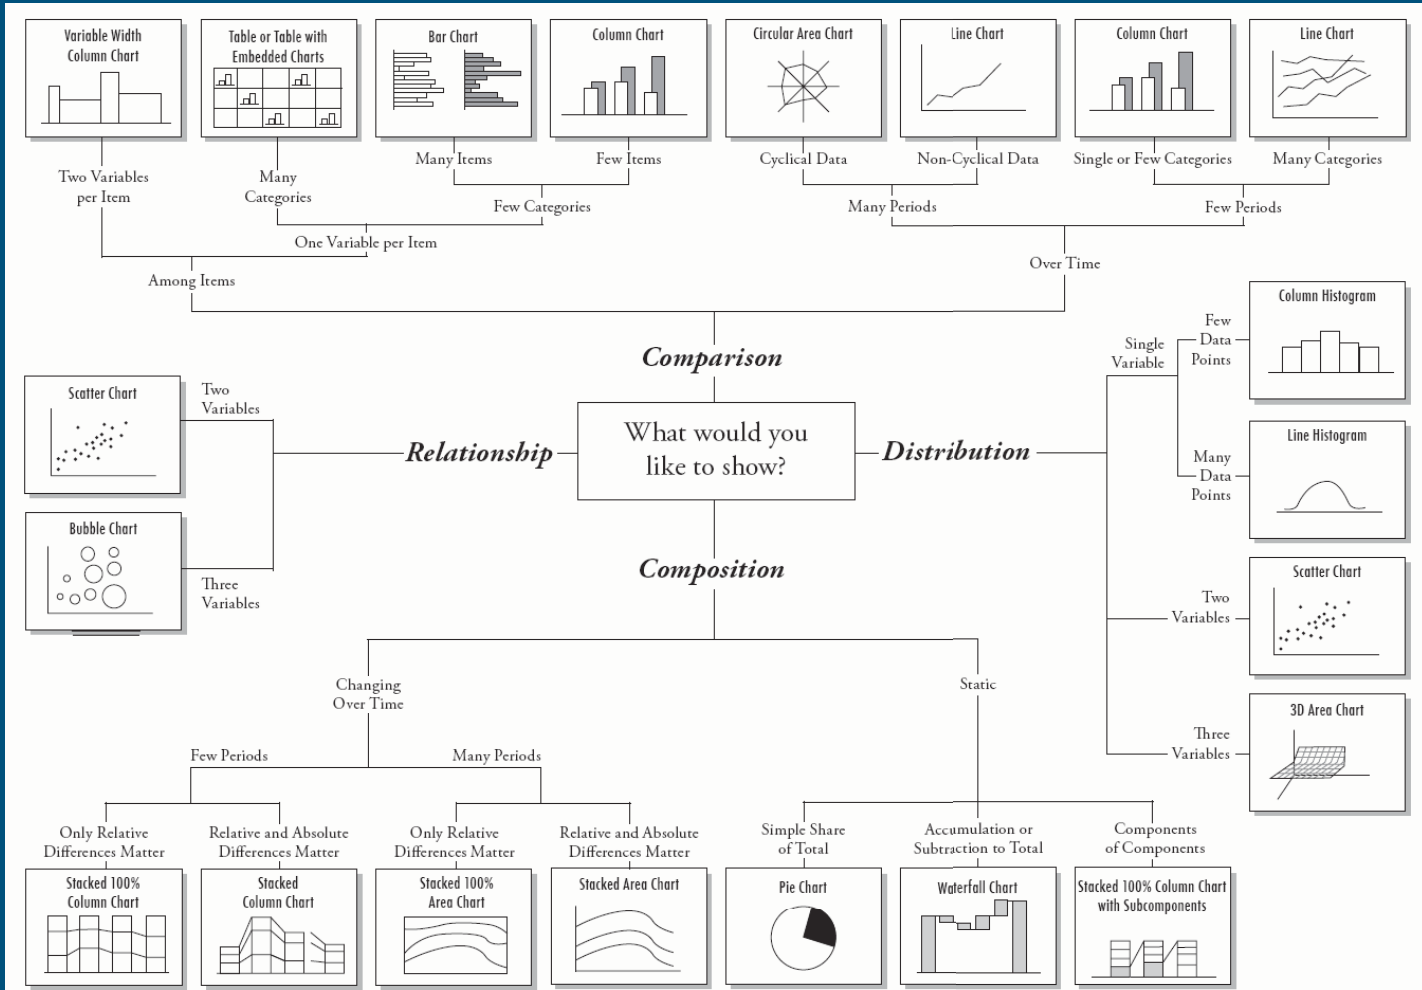 Variable Width
Column Chart
Table or Table with
Embedded Charts
Bar Chart
Column Chart
Circular Area Chart
Line Chart
Column Chart
Line Chart
Two Variables
per Item
Many
Categories
Many Items
Few Items
Cyclical Data
Non-Cyclical Data
Single or Few Categories
Many Categories
Few Categories
Many Periods
Few Periods
One Variable per Item
Among Items
Over Time
Comparison
What would you
like to show?
Relationship
Two
Variables
Scatter Chart
Three
Variables
Bubble Chart
Distribution
Single
Variable
Few
Data
Points
Column Histogram
Many
Data
Points
Line Histogram
Two
Variables
Scatter Chart
Three
Variables
3D Area Chart
Composition
Changing
Over Time
Static
Few Periods
Many Periods
Only Relative
Differences Matter
Relative and Absolute
Differences Matter
Only Relative
Differences Matter
Relative and Absolute
Differences Matter
Simple Share
of Total
Accumulation or
Subtraction to Total
Components
of Components
Stacked 100%
Column Chart
Stacked
Column Chart
Stacked 100%
Area Chart
Stacked Area Chart
Pie Chart
Waterfall Chart
Stacked 100% Column Chart
with Subcomponents